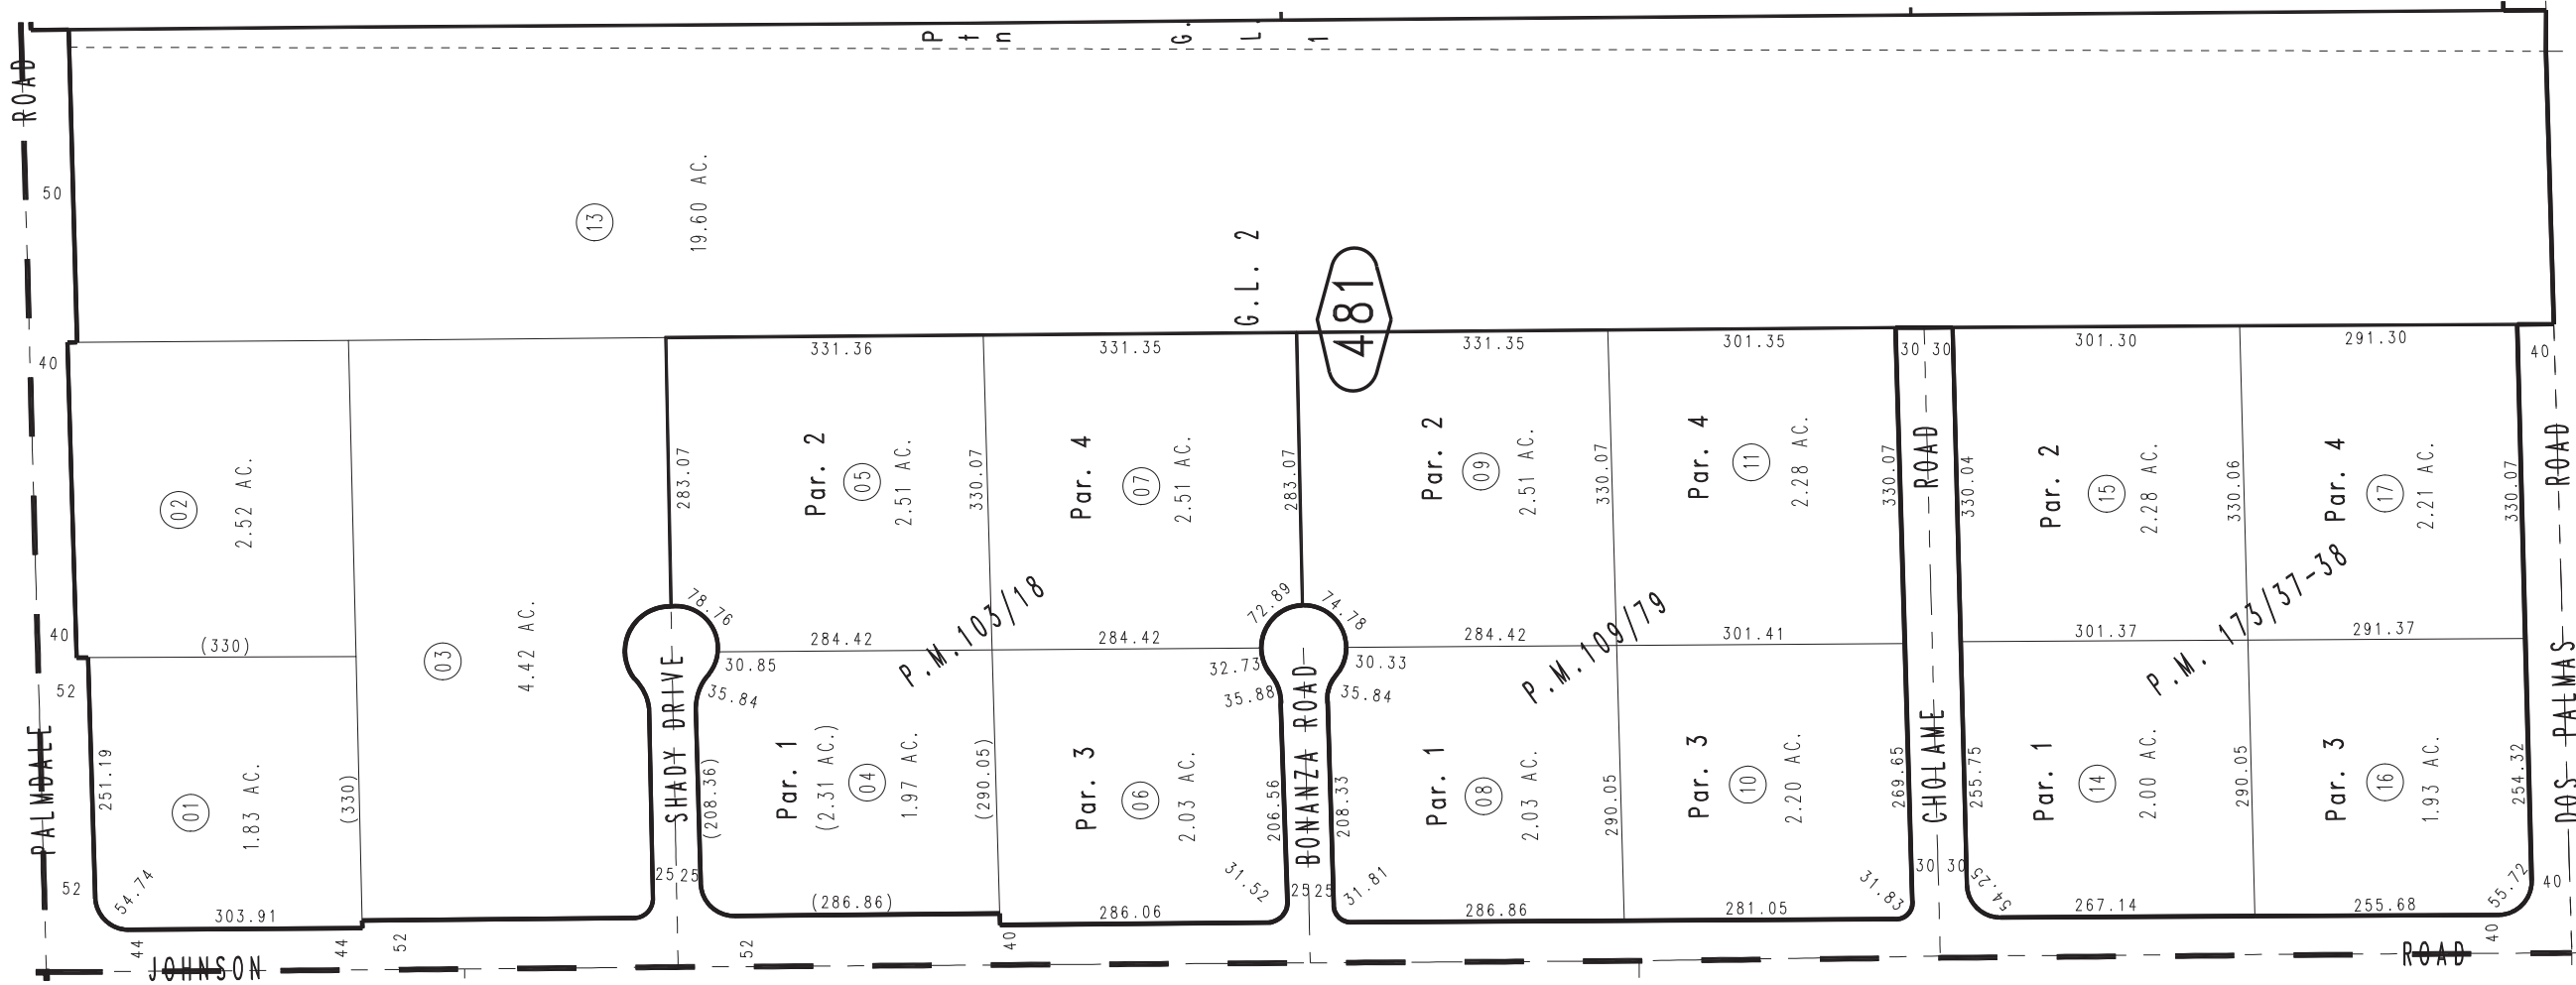 Ptn G. L. 1
ROAD
50
13
19.60 AC.
G.L. 2
481
40
331.36
331.35
331.35
301.35
30 30
301.30
291.30
40
02
2.52 AC.
283.07
Par. 2
05
2.51 AC.
330.07
Par. 4
07
2.51 AC.
283.07
Par. 2
09
2.51 AC.
330.07
Par. 4
11
2.28 AC.
330.07
ROAD
330.04
Par. 2
15
2.28 AC.
330.06
Par. 4
17
2.21 AC.
330.07
ROAD
40
(330)
03
4.42 AC.
78.76
284.42
P.M.103/18
284.42
72.89
74.78
284.42
P.M.109/79
301.41
301.37
P.M. 173/37-38
291.37
52
30.85
35.84
32.73
35.88
30.33
35.84
PALMDALE
251.19
01
1.83 AC.
(330)
SHADY DRIVE
(208.36)
Par. 1
(2.31 AC.)
04
1.97 AC.
(290.05)
Par. 3
06
2.03 AC.
206.56
BONANZA ROAD
208.33
Par. 1
08
2.03 AC.
290.05
Par. 3
10
2.20 AC.
269.65
CHOLAME
255.75
Par. 1
14
2.00 AC.
290.05
Par. 3
16
1.93 AC.
254.32
DOS PALMAS
52
54.74
303.91
25 25
(286.86)
31.52
286.06
25 25
31.81
286.86
281.05
31.83
30 30
54.25
267.14
255.68
55.72
40
44
44
52
52
40
40
JOHNSON
ROAD